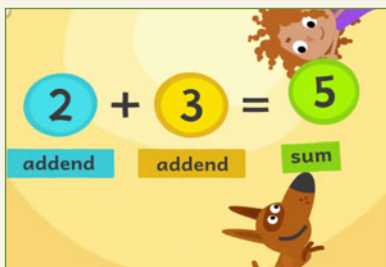 2 + 3 = 5
addend addend sum